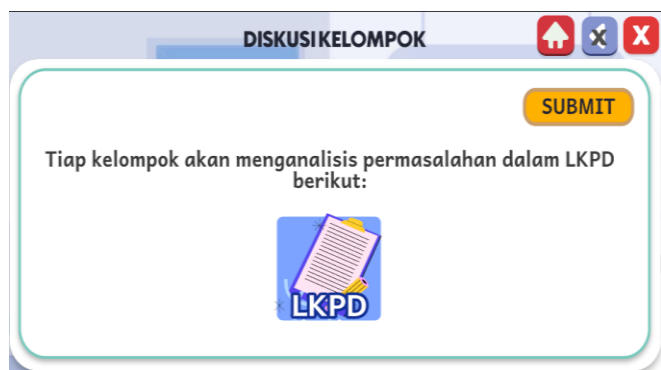 DISKUSI KELOMPOK
X
SUBMIT
Tiap kelompok akan menganalisis permasalahan dalam LKPD
berikut:
LKPD